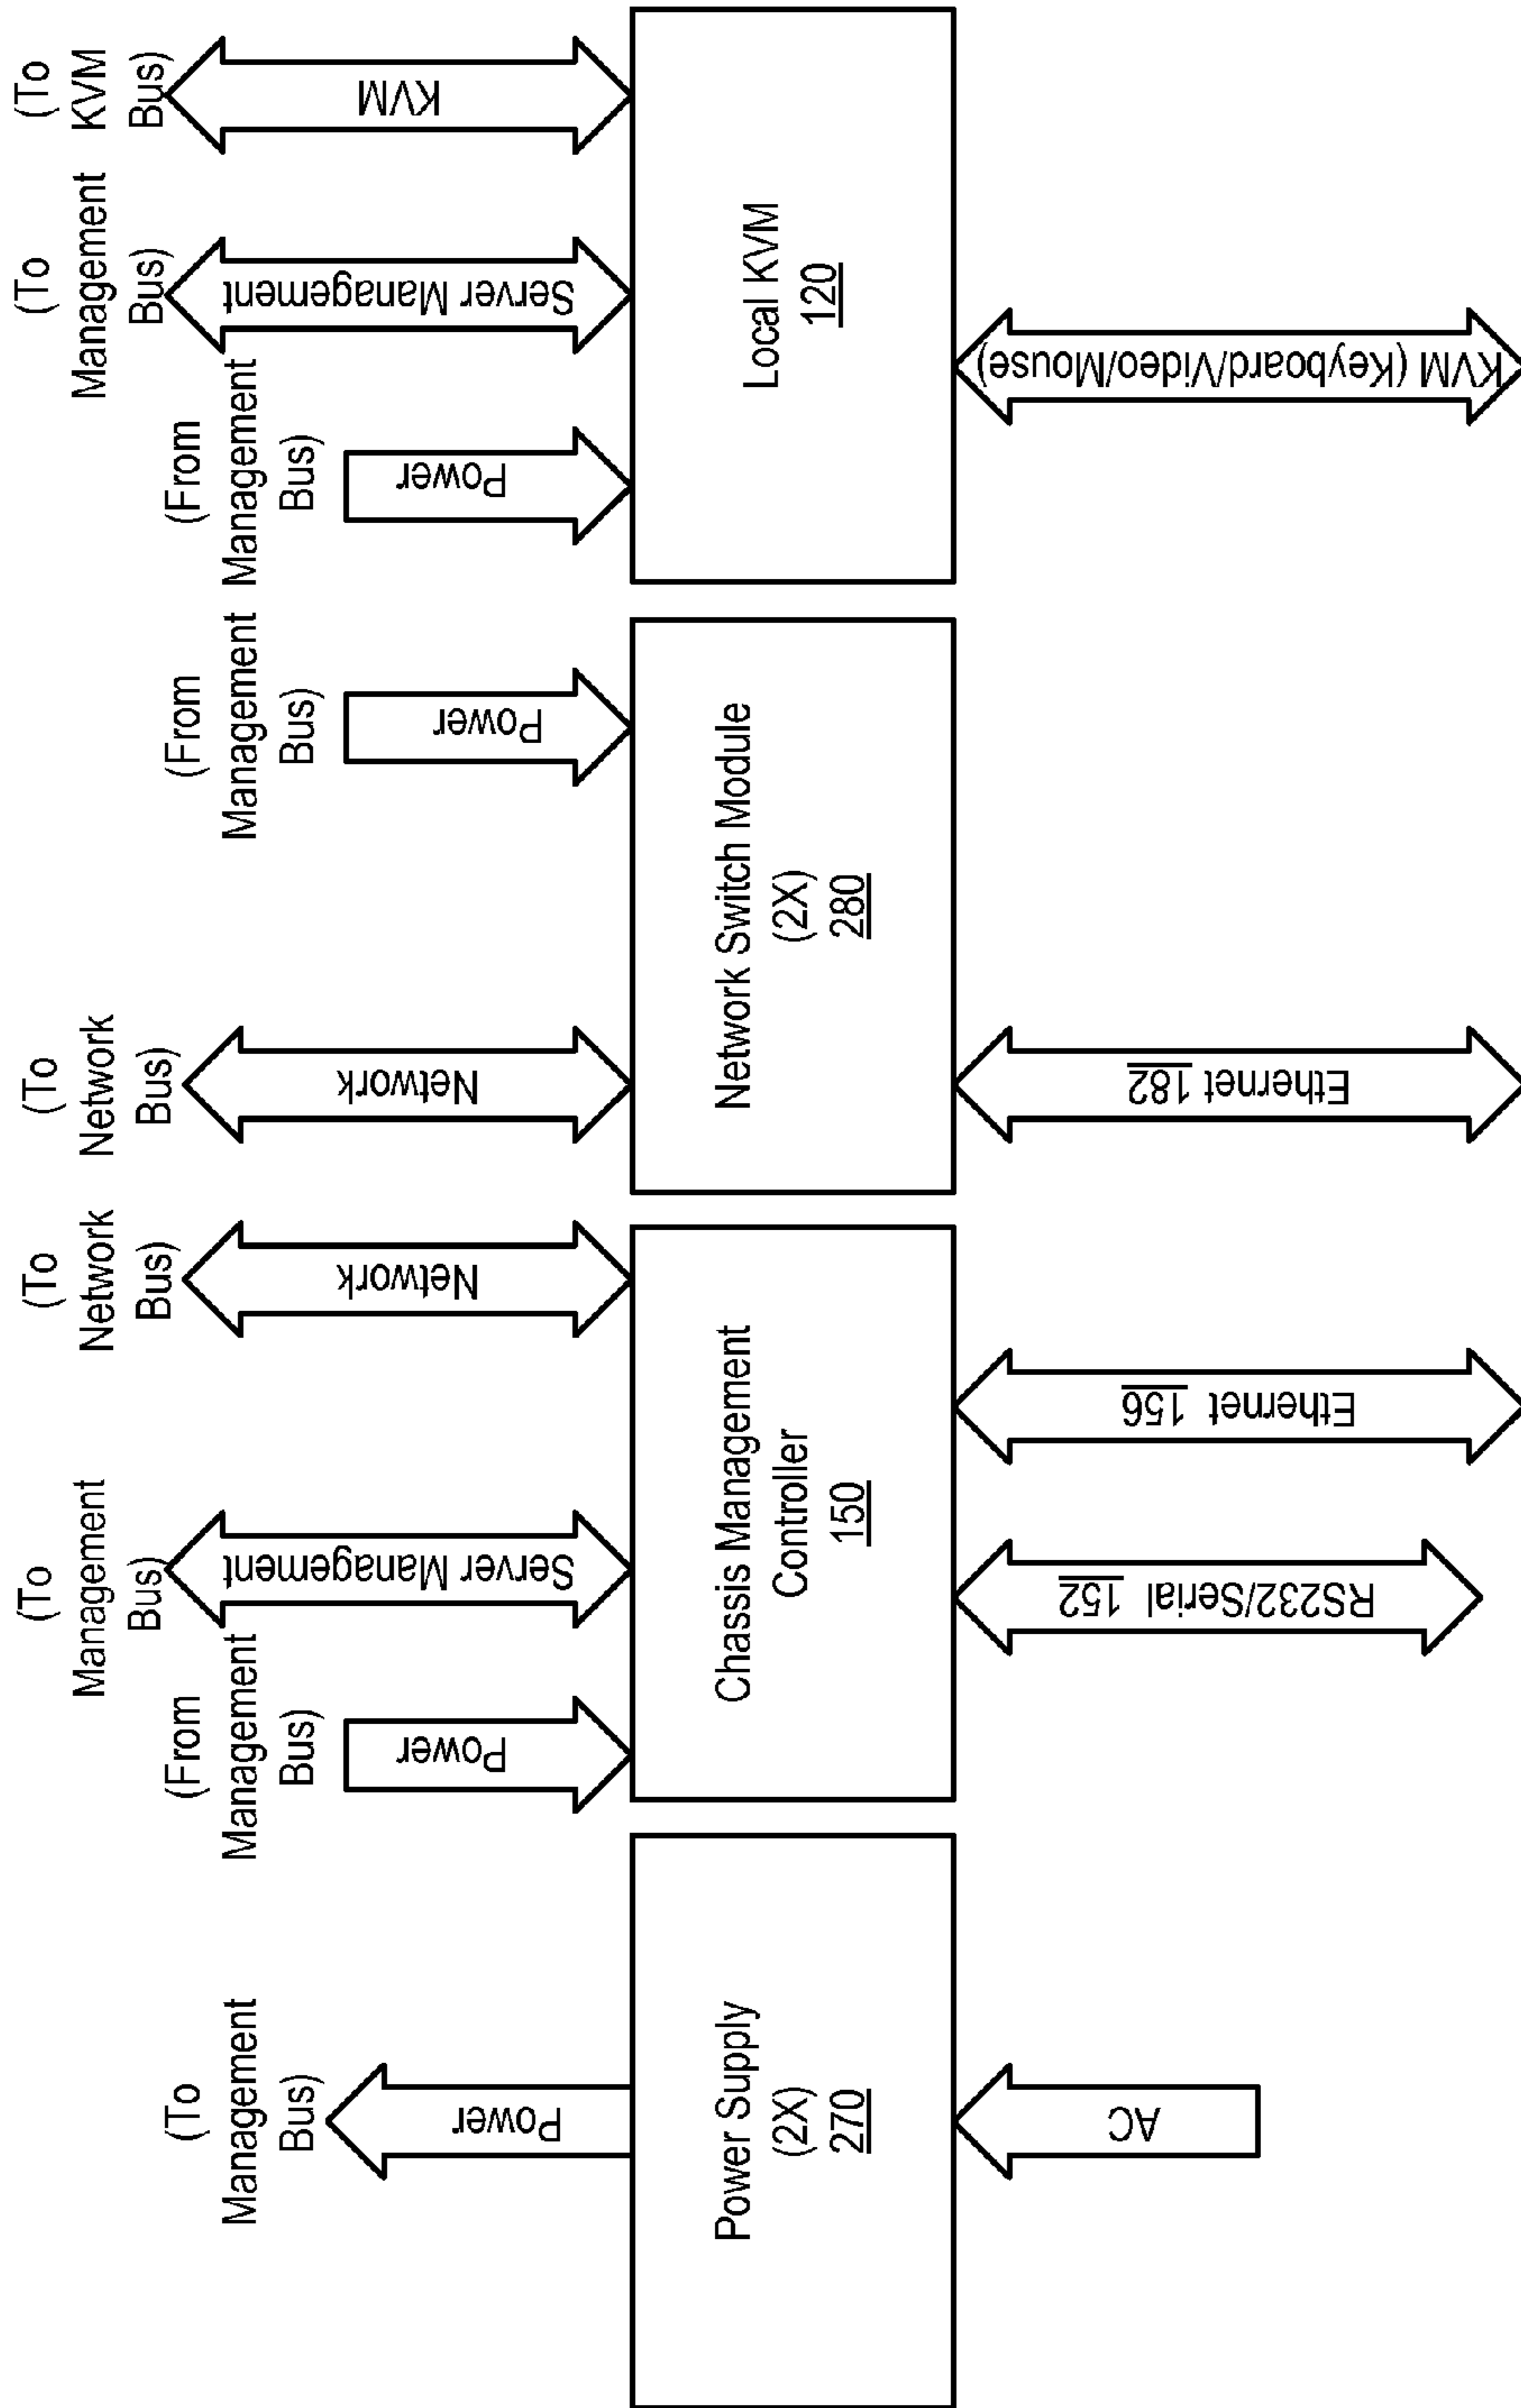 (To
Management
Bus)
Power
Power Supply
(2X)
270
AC
(From
Management
Bus)
Power
(To
Management
Bus)
Server Management
(To
Network
Bus)
Network
Chassis Management
Controller
150
RS232/Serial 152
Ethernet 156
(To
Network
Bus)
Network
(From
Management
Bus)
Power
Network Switch Module
(2X)
280
Ethernet 182
(From
Management
Bus)
Power
(To
Management
Bus)
Server Management
(To
KVM
Bus)
KVM
Local KVM
120
KVM (Keyboard/Video/Mouse)